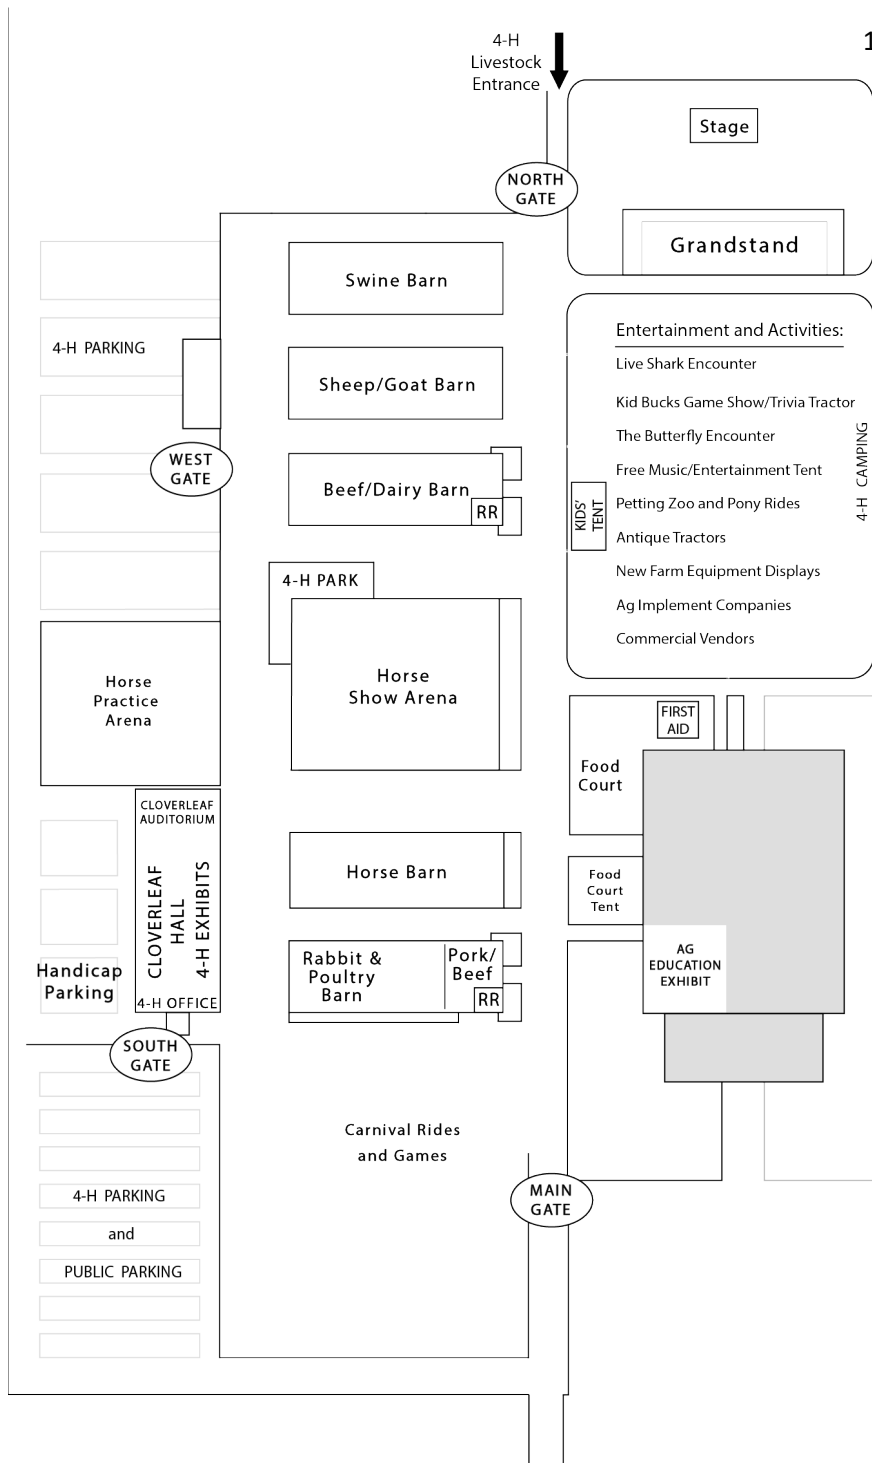 4-H
Livestock
Entrance
1
Stage
NORTH
GATE
Grandstand
Swine Barn
Entertainment and Activities:
4-H PARKING
Live Shark Encounter
Sheep/Goat Barn
Kid Bucks Game Show/Trivia Tractor
The Butterfly Encounter
4-H CAMPING
WEST
GATE
Free Music/Entertainment Tent
Beef/Dairy Barn
RR
KIDS'
TENT
Petting Zoo and Pony Rides
Antique Tractors
New Farm Equipment Displays
4-H PARK
Ag Implement Companies
Commercial Vendors
Horse
Practice
Arena
Horse
Show Arena
FIRST
AID
Food
Court
CLOVERLEAF
AUDITORIUM
CLOVERLEAF
HALL
4-H EXHIBITS
Horse Barn
Food
Court
Tent
Handicap
Parking
4-H OFFICE
Rabbit &
Poultry
Barn
Pork/
Beef
RR
AG
EDUCATION
EXHIBIT
SOUTH
GATE
Carnival Rides
and Games
4-H PARKING
and
PUBLIC PARKING
MAIN
GATE